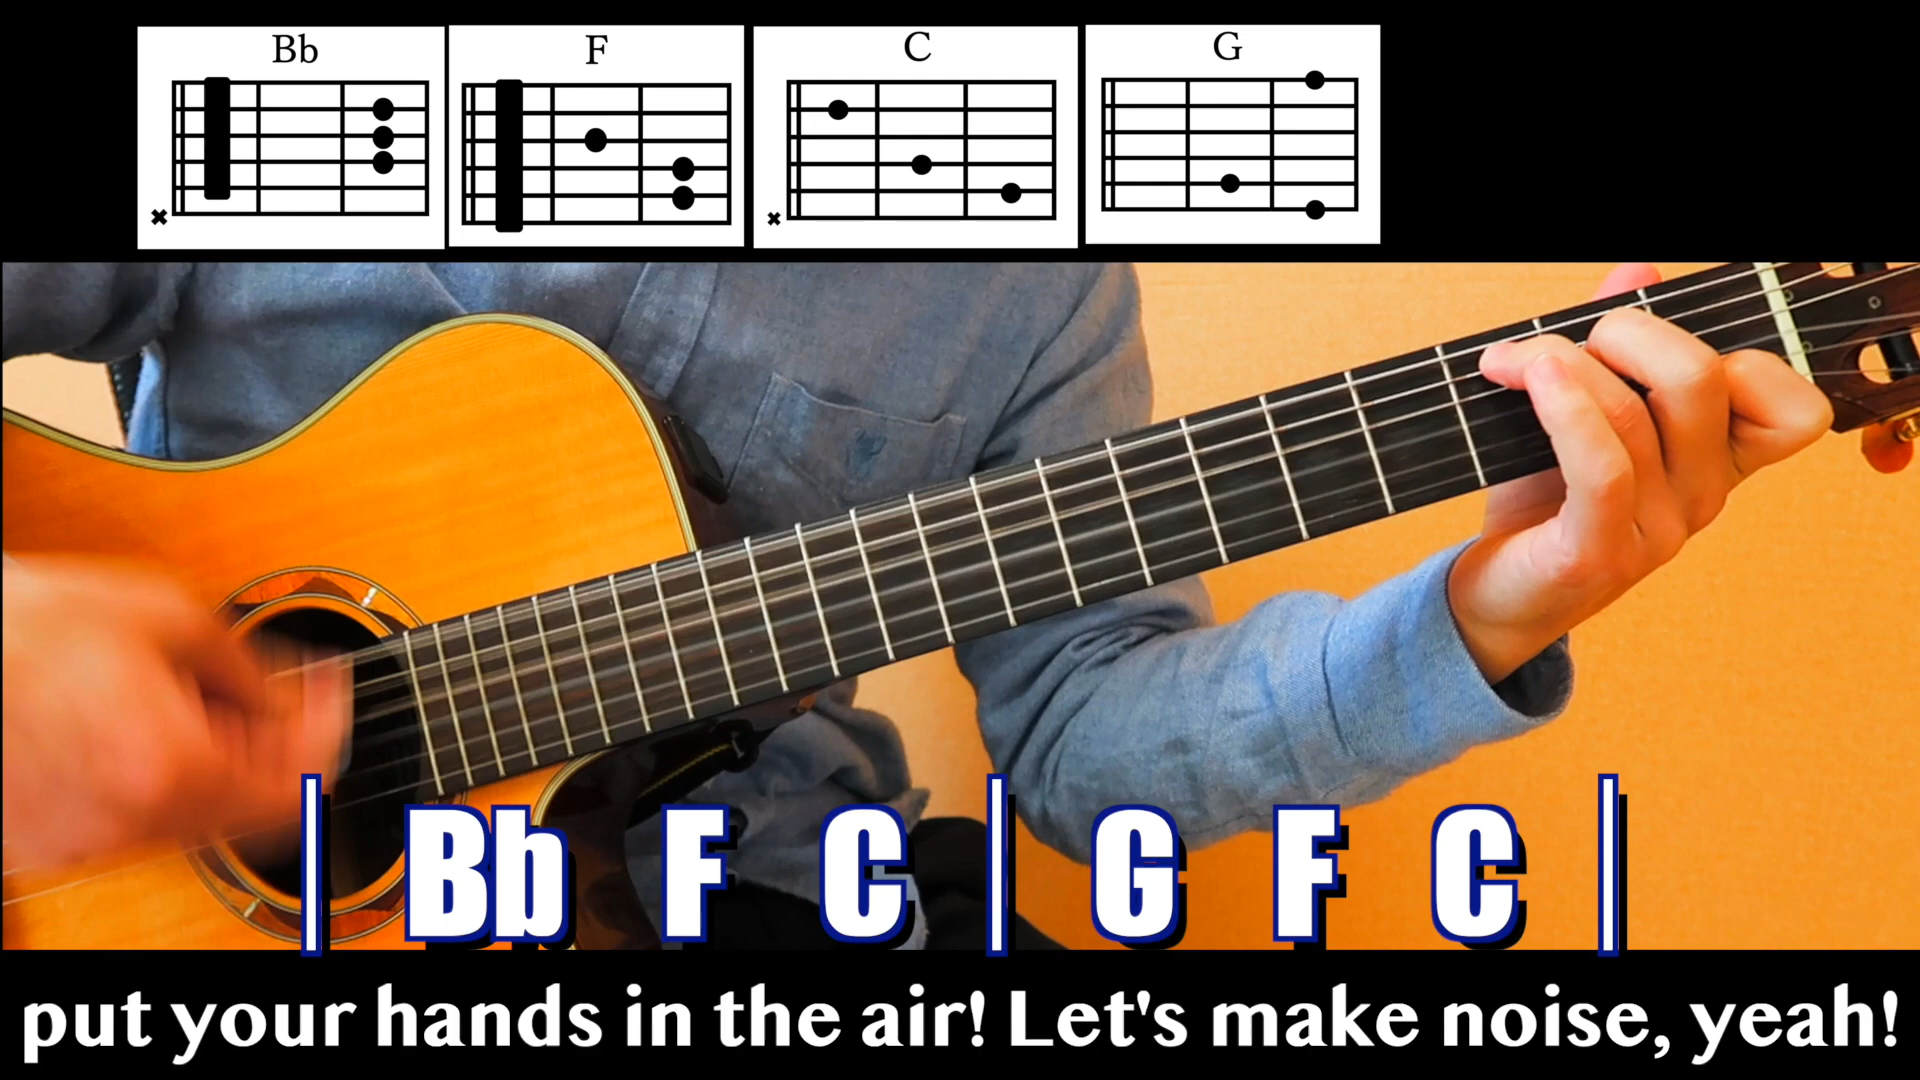 Bb F C G
| Bb F C | G F C |
put your hands in the air! Let's make noise, yeah!